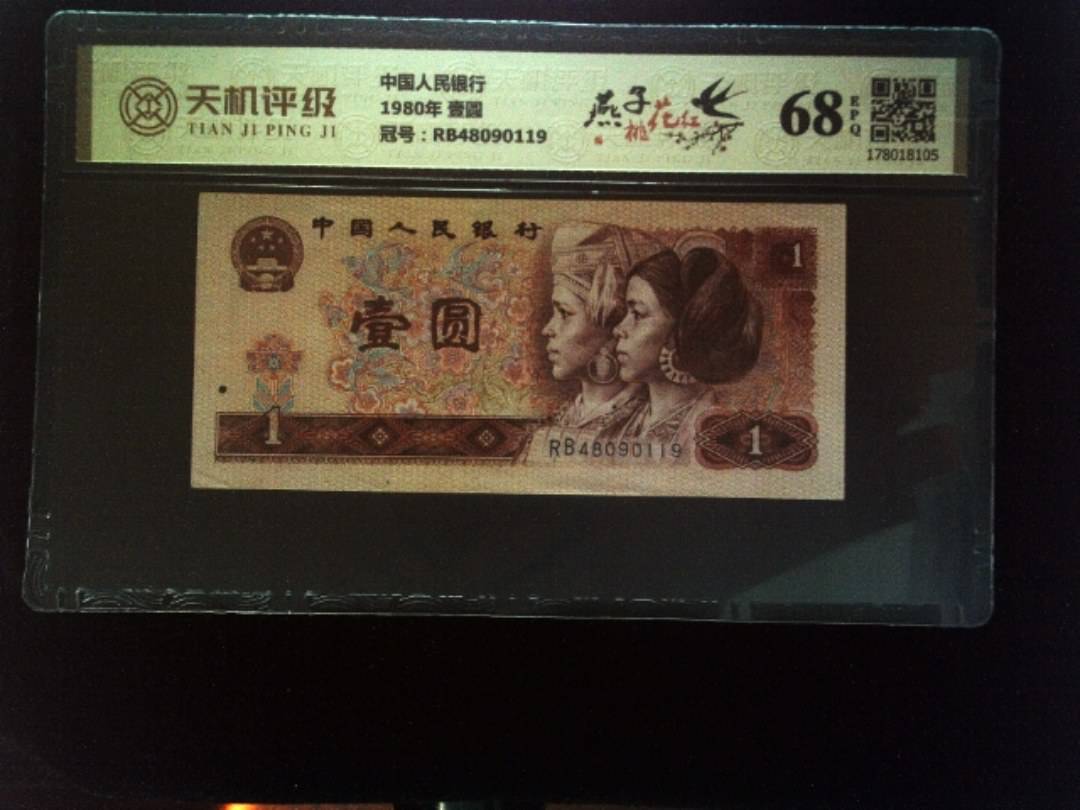 天机评级
TIAN JI PING JI
中国人民银行
1980年 壹圆
冠号：RB48090119
燕子
桃花红
68
EPQ
178018105
中国人民银行
1
壹圆
1
RB48090119
1